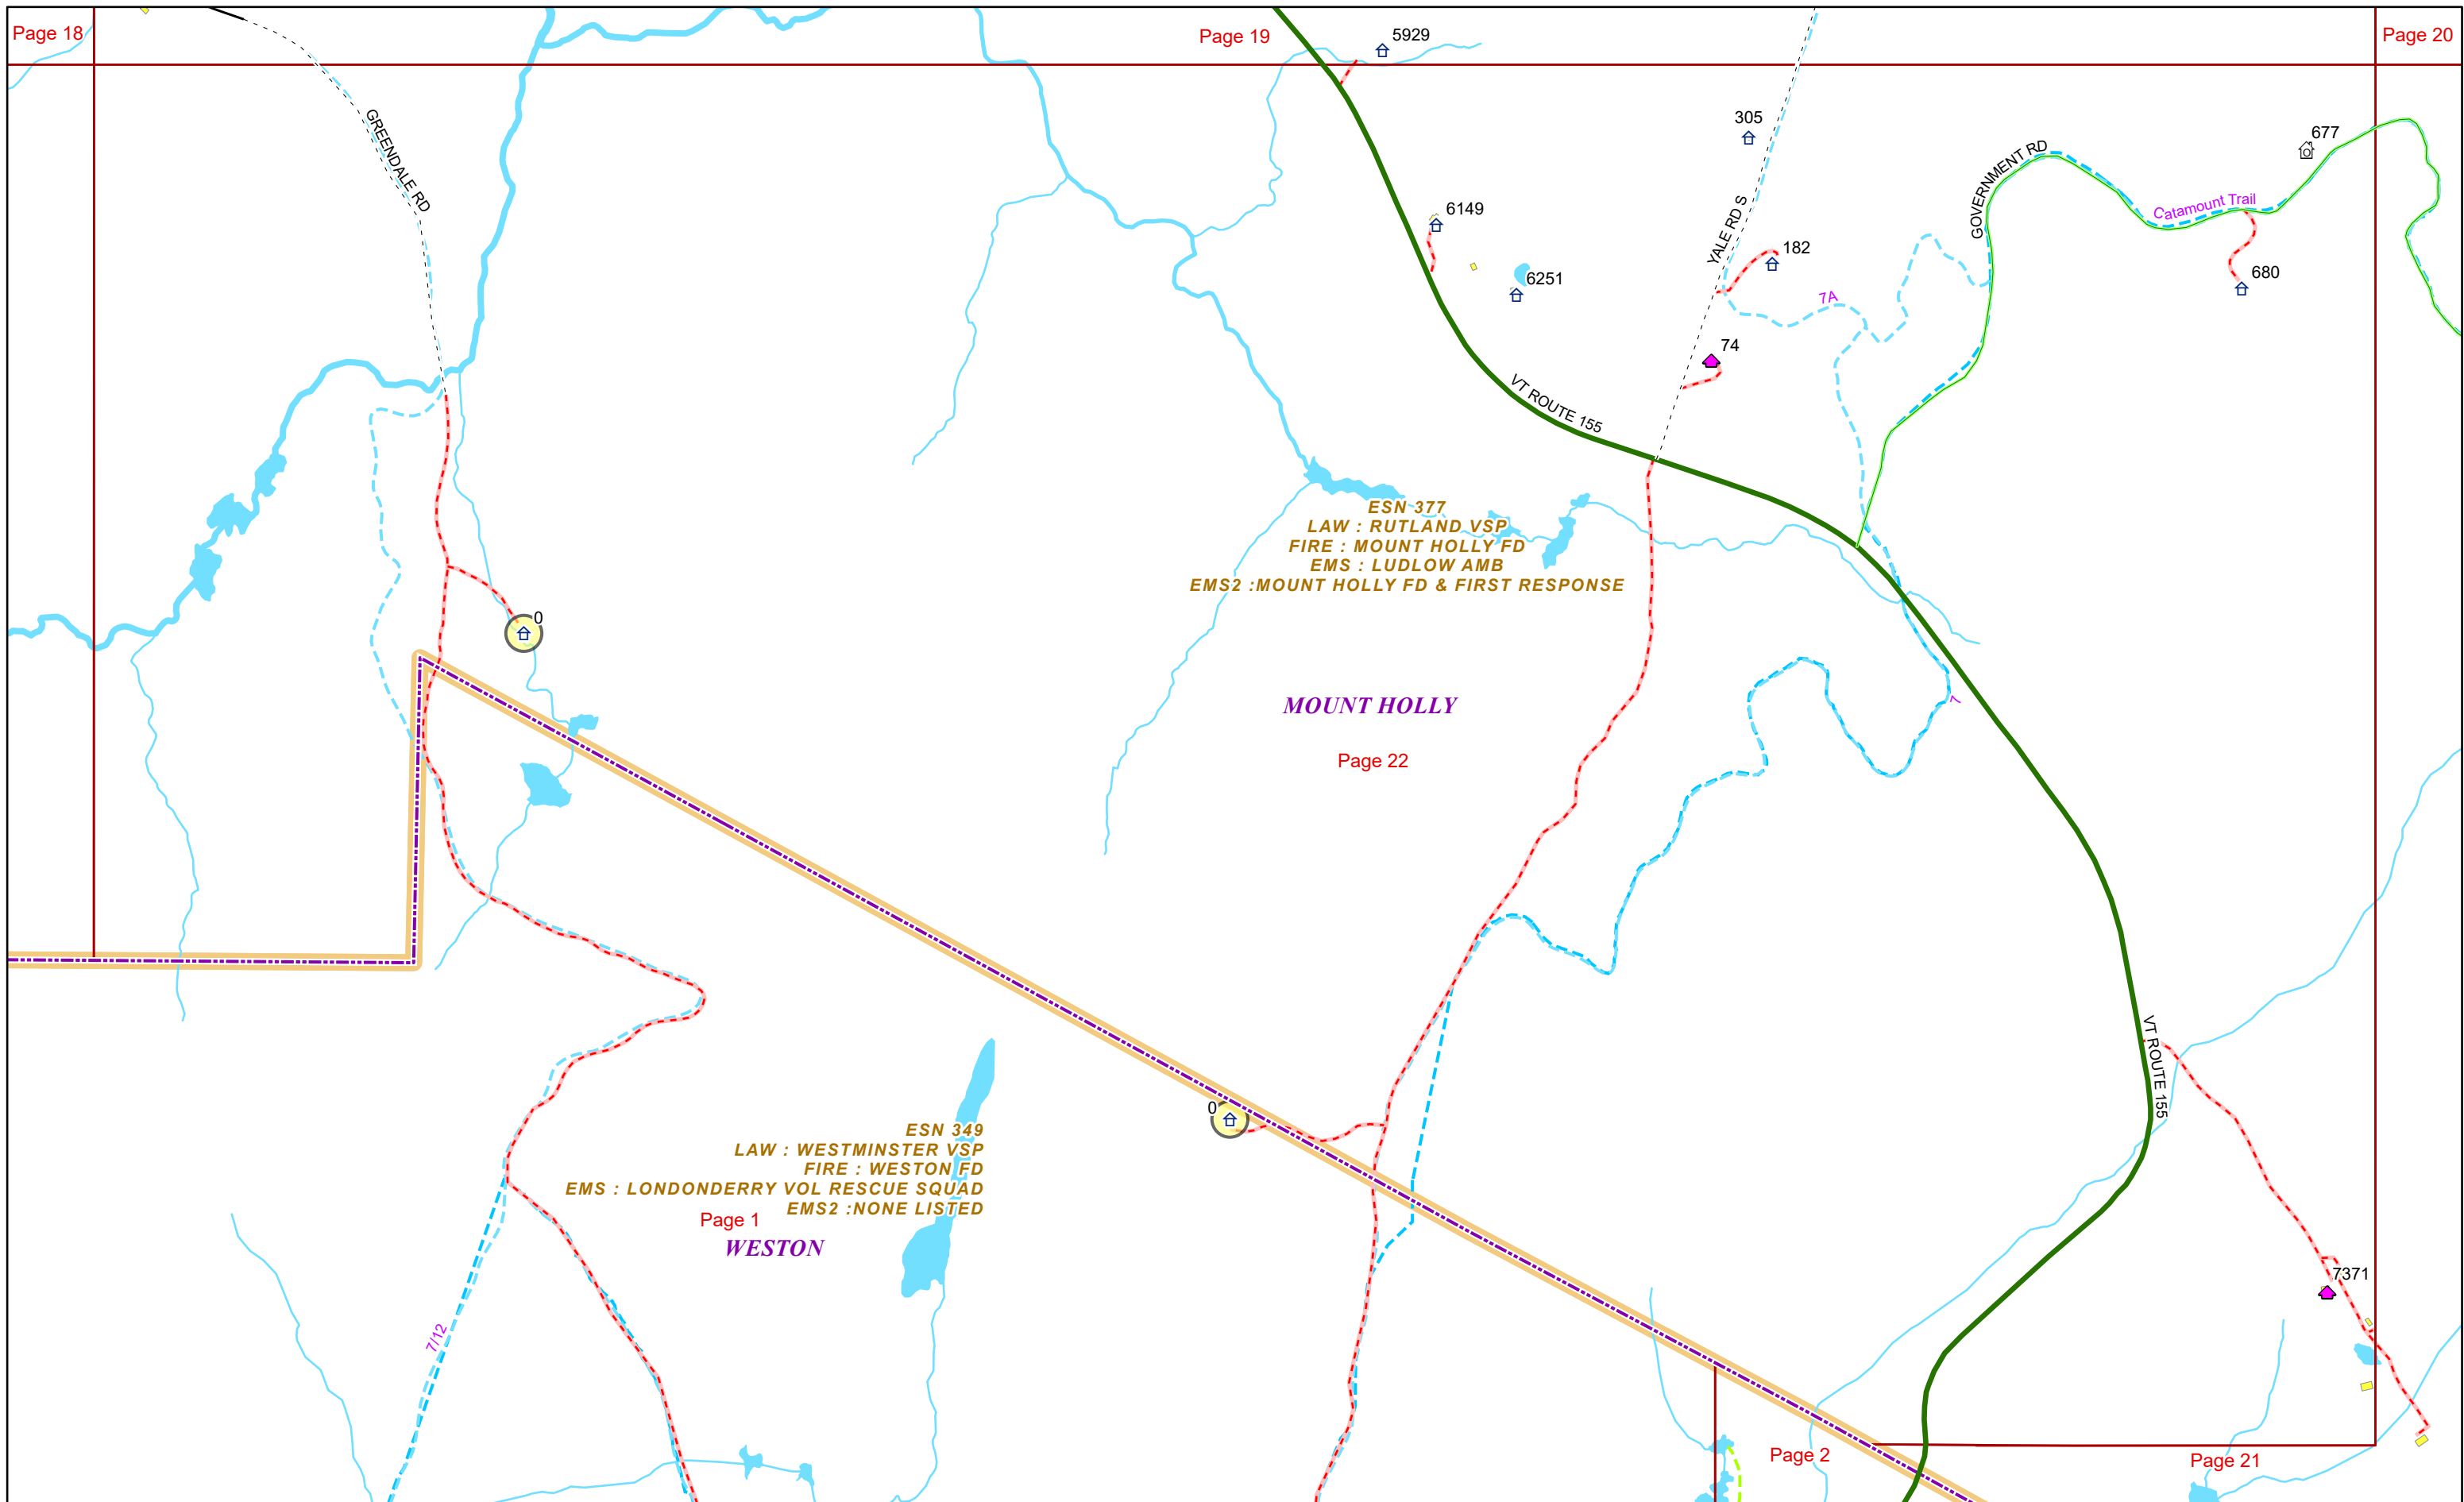 Page 18
Page 19
5929
Page 20
GREENDALE RD
305
677
GOVERNMENT RD
Catamount Trail
6149
YALE RD S
182
6251
680
7A
74
VT ROUTE 155
ESN 377
LAW : RUTLAND VSP
FIRE : MOUNT HOLLY FD
EMS : LUDLOW AMB
EMS2 :MOUNT HOLLY FD & FIRST RESPONSE
0
MOUNT HOLLY
7
Page 22
VT ROUTE 155
0
ESN 349
LAW : WESTMINSTER VSP
FIRE : WESTON FD
EMS : LONDONDERRY VOL RESCUE SQUAD
EMS2 :NONE LISTED
Page 1
WESTON
7371
7/12
Page 2
Page 21